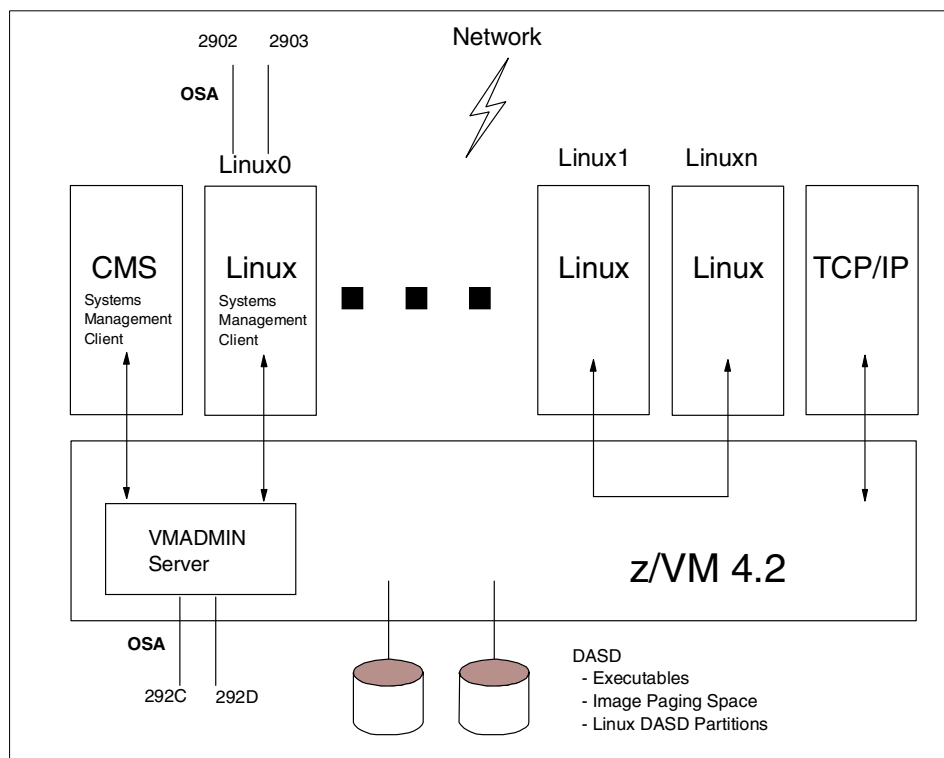 2902 2903
Network
OSA
Linux0
Linux1 Linuxn
CMS
Systems
Management
Client
Linux
Systems
Management
Client
Linux
Linux
TCP/IP
VMADMIN
Server
z/VM 4.2
OSA
292C 292D
DASD
- Executables
- Image Paging Space
- Linux DASD Partitions